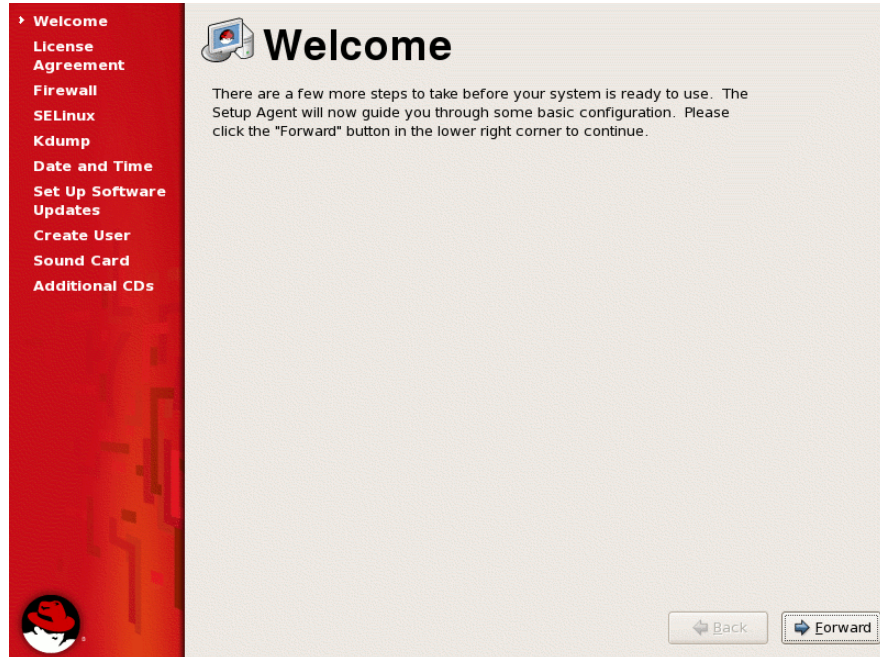 Welcome
License
Agreement
Firewall
SELinux
Kdump
Date and Time
Set Up Software
Updates
Create User
Sound Card
Additional CDs
Welcome
There are a few more steps to take before your system is ready to use. The
Setup Agent will now guide you through some basic configuration. Please
click the "Forward" button in the lower right corner to continue.
Back
Forward